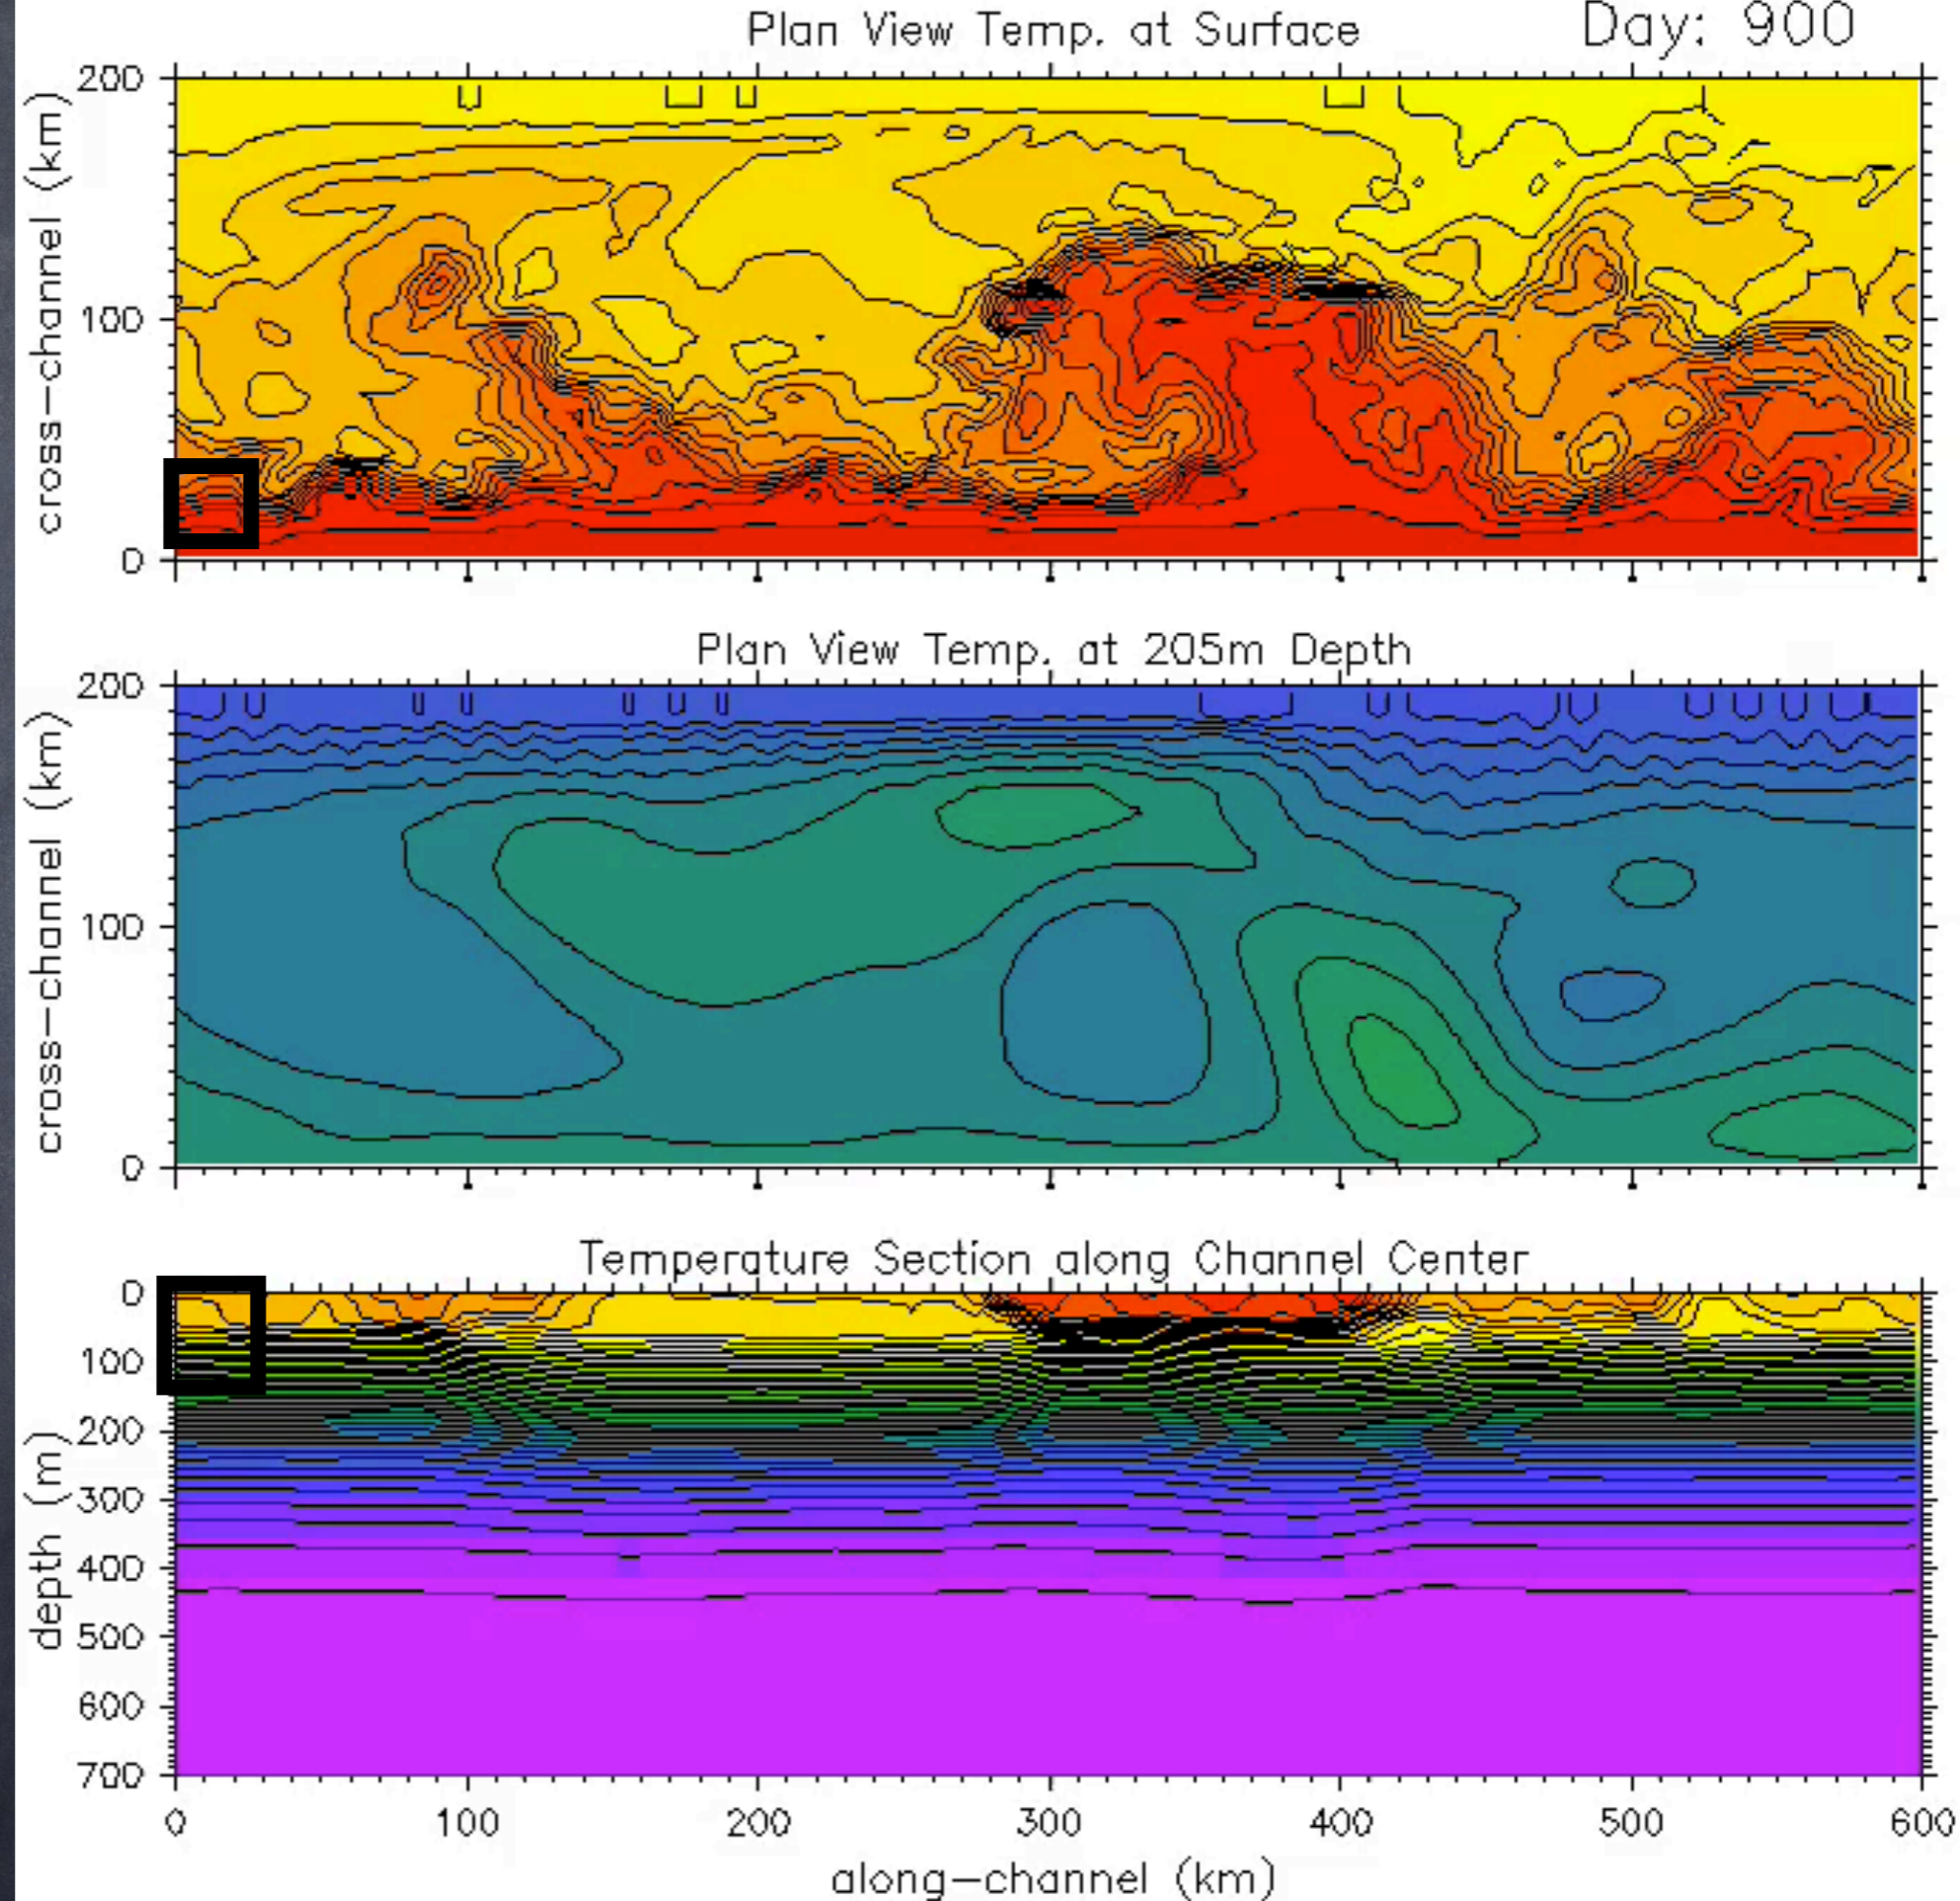 Plan View Temp. at Surface
Day: 900
200
100
0
cross-channel (km)
Plan View Temp. at 205m Depth
200
100
0
cross-channel (km)
Temperature Section along Channel Center
0
100
200
300
400
500
600
700
depth (m)
0 100 200 300 400 500 600
along-channel (km)